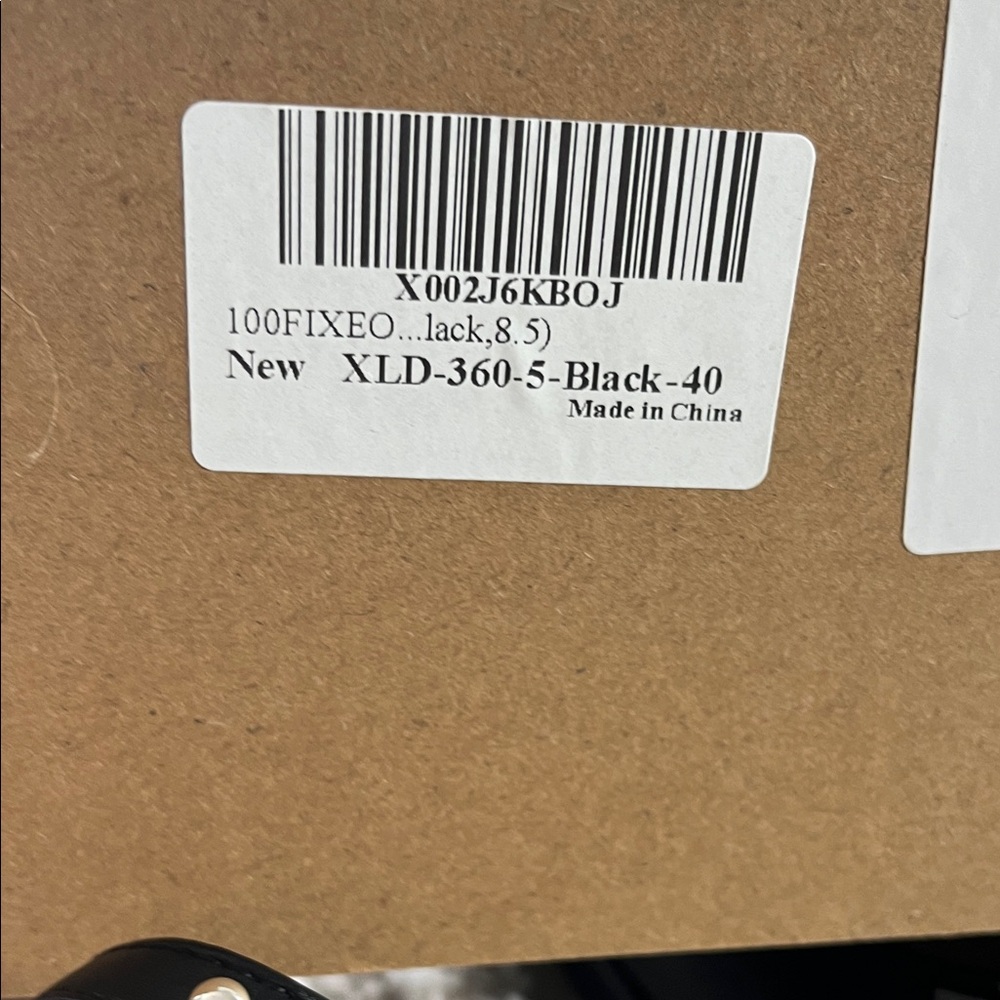 X002J6KBOJ
100FIXEO...lack,8.5)
New XLD-360-5-Black-40
Made in China